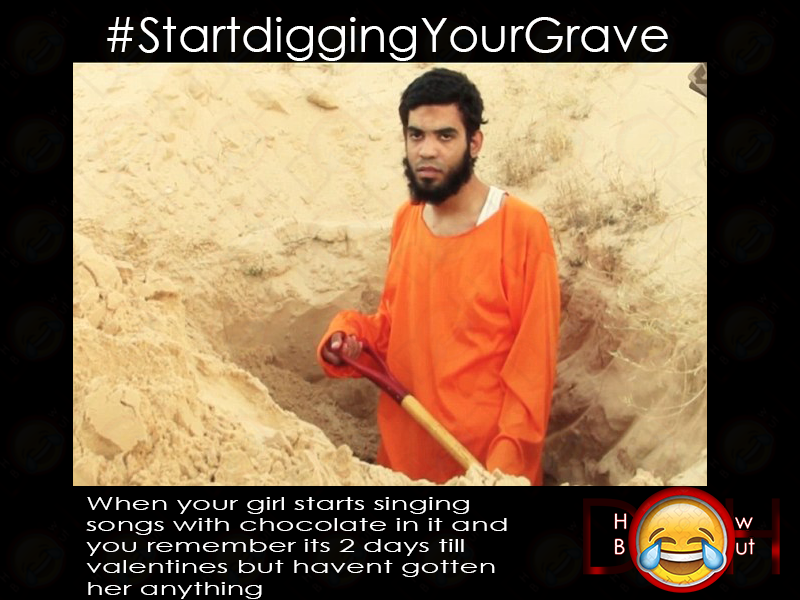 #StartdiggingYourGrave
When your girl starts singing
songs with chocolate in it and
you remember its 2 days till
valentines but havent gotten
her anything
H w
B ut